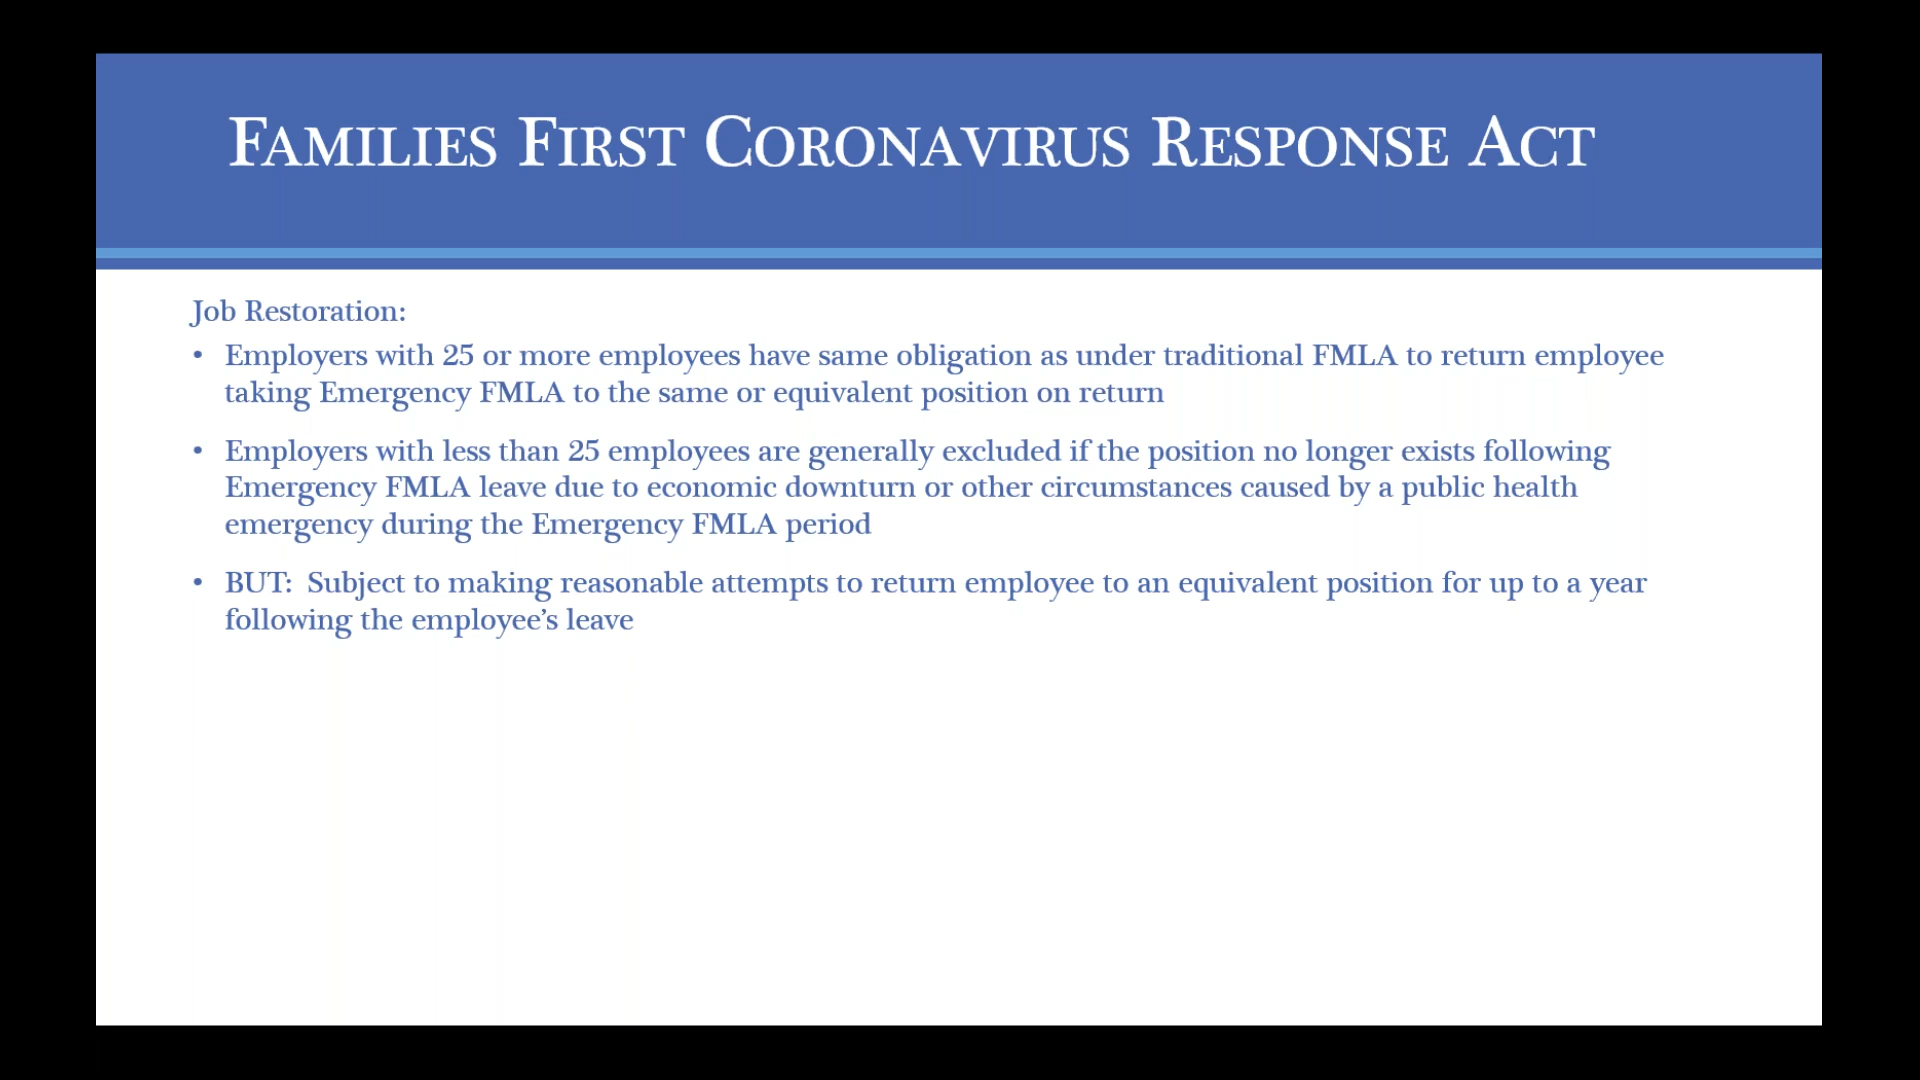 FAMILIES FIRST CORONAVIRUS RESPONSE ACT
Job Restoration:
• Employers with 25 or more employees have same obligation as under traditional FMLA to return employee
taking Emergency FMLA to the same or equivalent position on return
• Employers with less than 25 employees are generally excluded if the position no longer exists following
Emergency FMLA leave due to economic downturn or other circumstances caused by a public health
emergency during the Emergency FMLA period
• BUT:  Subject to making reasonable attempts to return employee to an equivalent position for up to a year
following the employee’s leave